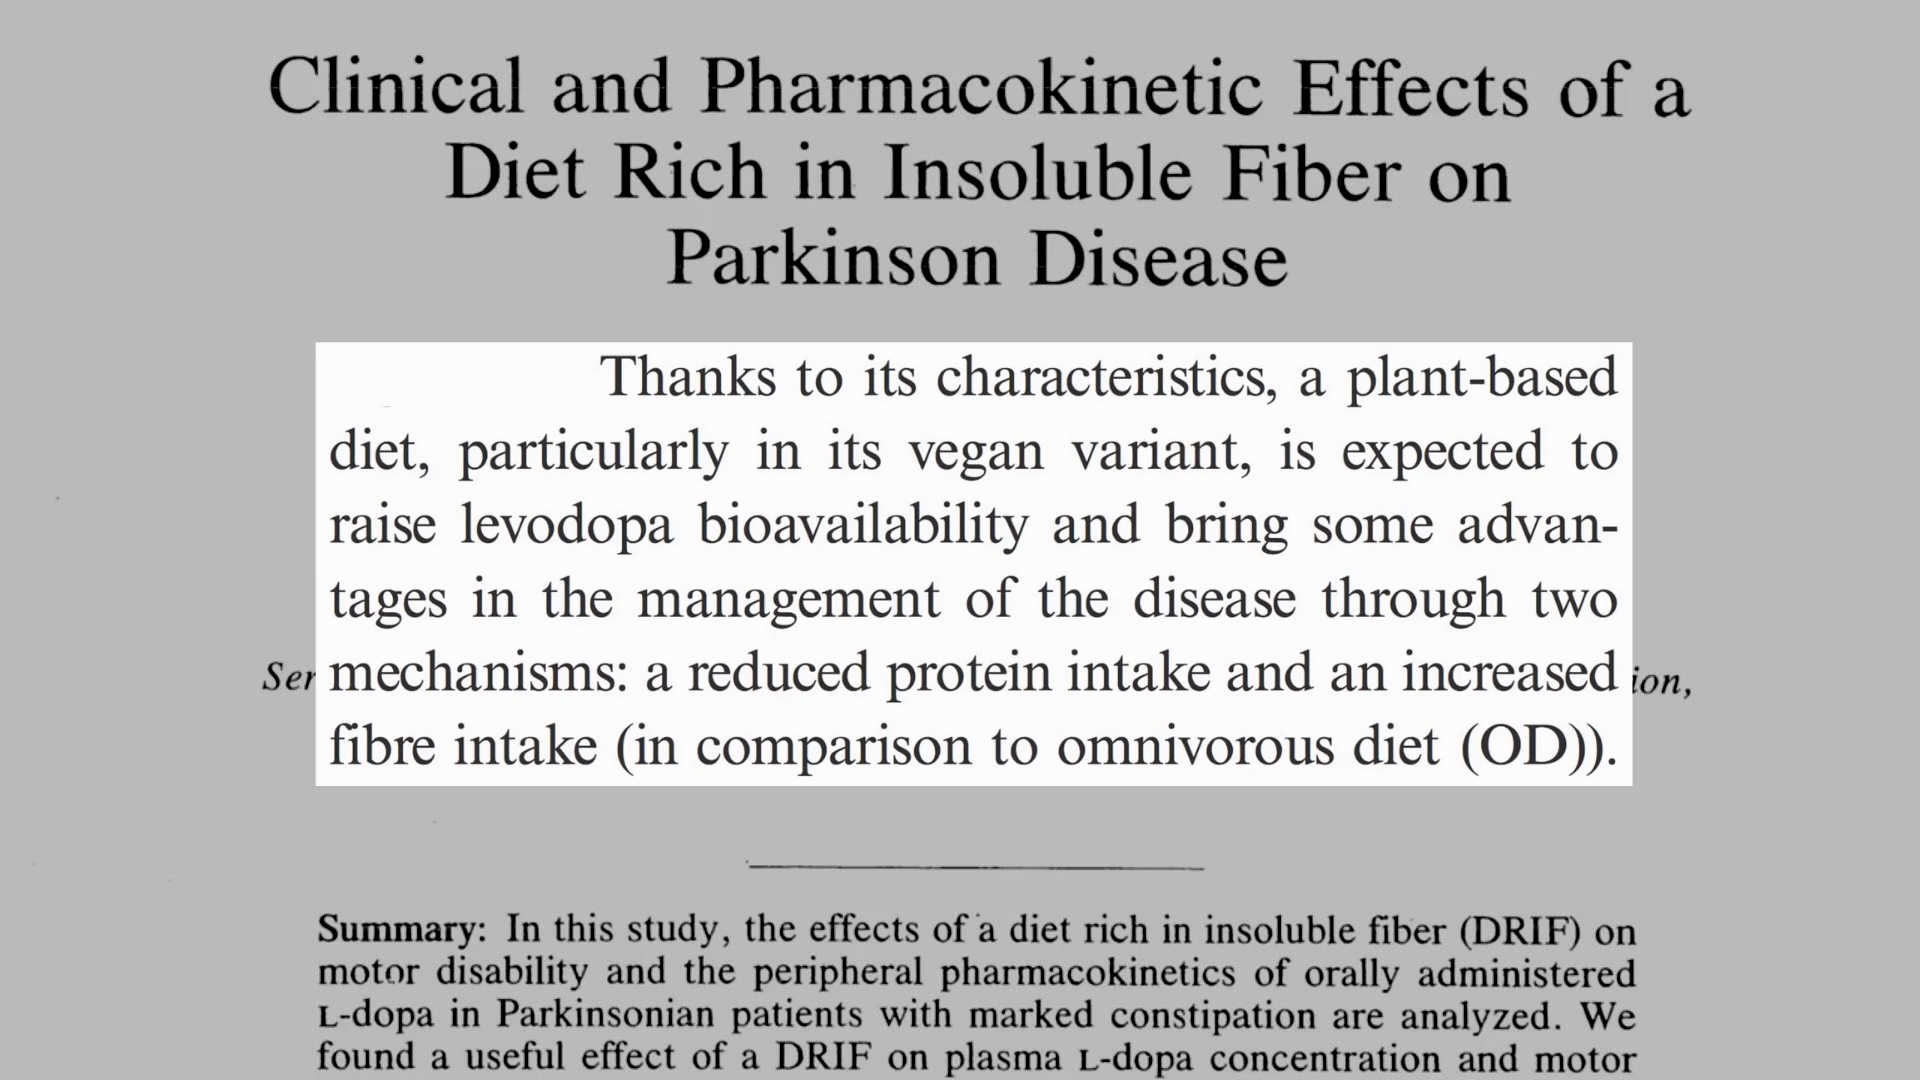 Clinical and Pharmacokinetic Effects of a
Diet Rich in Insoluble Fiber on
Parkinson Disease
Thanks to its characteristics, a plant-based
diet, particularly in its vegan variant, is expected to
raise levodopa bioavailability and bring some advan-
tages in the management of the disease through two
mechanisms: a reduced protein intake and an increased
fibre intake (in comparison to omnivorous diet (OD)).
Summary: In this study, the effects of a diet rich in insoluble fiber (DRIF) on
motor disability and the peripheral pharmacokinetics of orally administered
L-dopa in Parkinsonian patients with marked constipation are analyzed. We
found a useful effect of a DRIF on plasma L-dopa concentration and motor